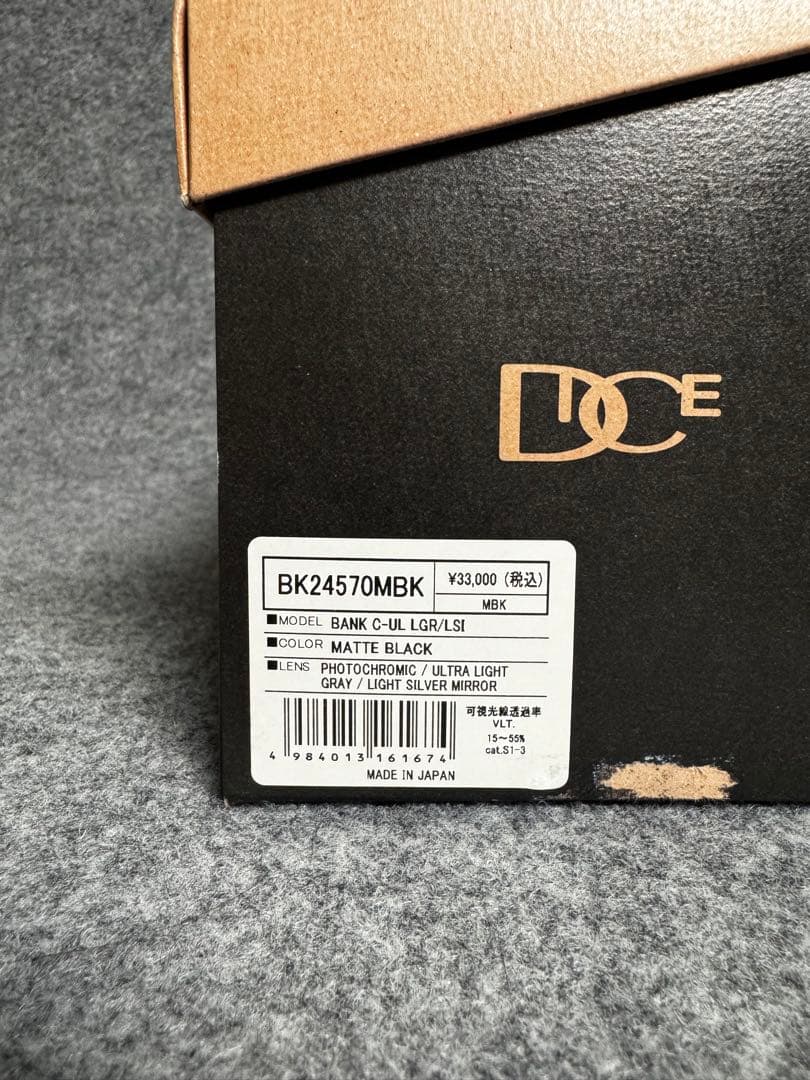 DICE
BK24570MBK
¥33,000 (税込)
MBK
■MODEL BANK C-UL LGR/LSI
■COLOR MATTE BLACK
■LENS PHOTOCHROMIC / ULTRA LIGHT
GRAY / LIGHT SILVER MIRROR
可視光線透過率
VLT.
15~55%
cat.S1-3
4 984013 161674
MADE IN JAPAN